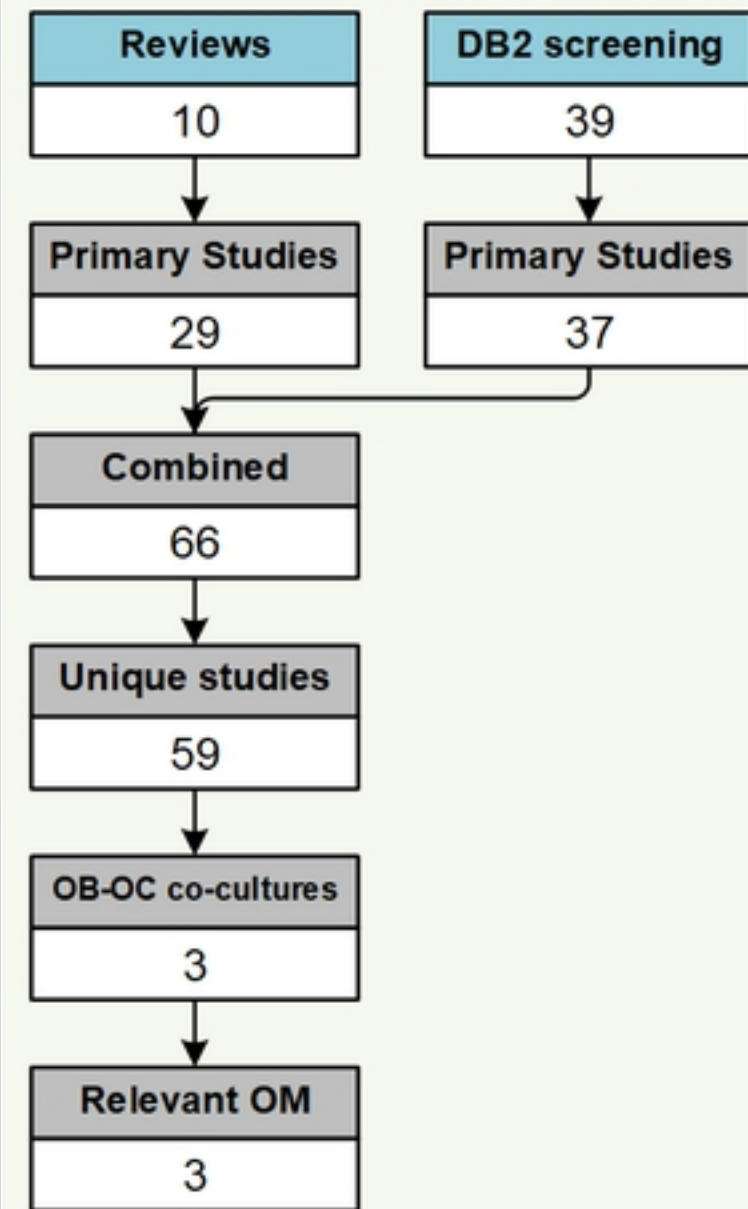 Reviews
10
DB2 screening
39
Primary Studies
29
Primary Studies
37
Combined
66
Unique studies
59
OB-OC co-cultures
3
Relevant OM
3